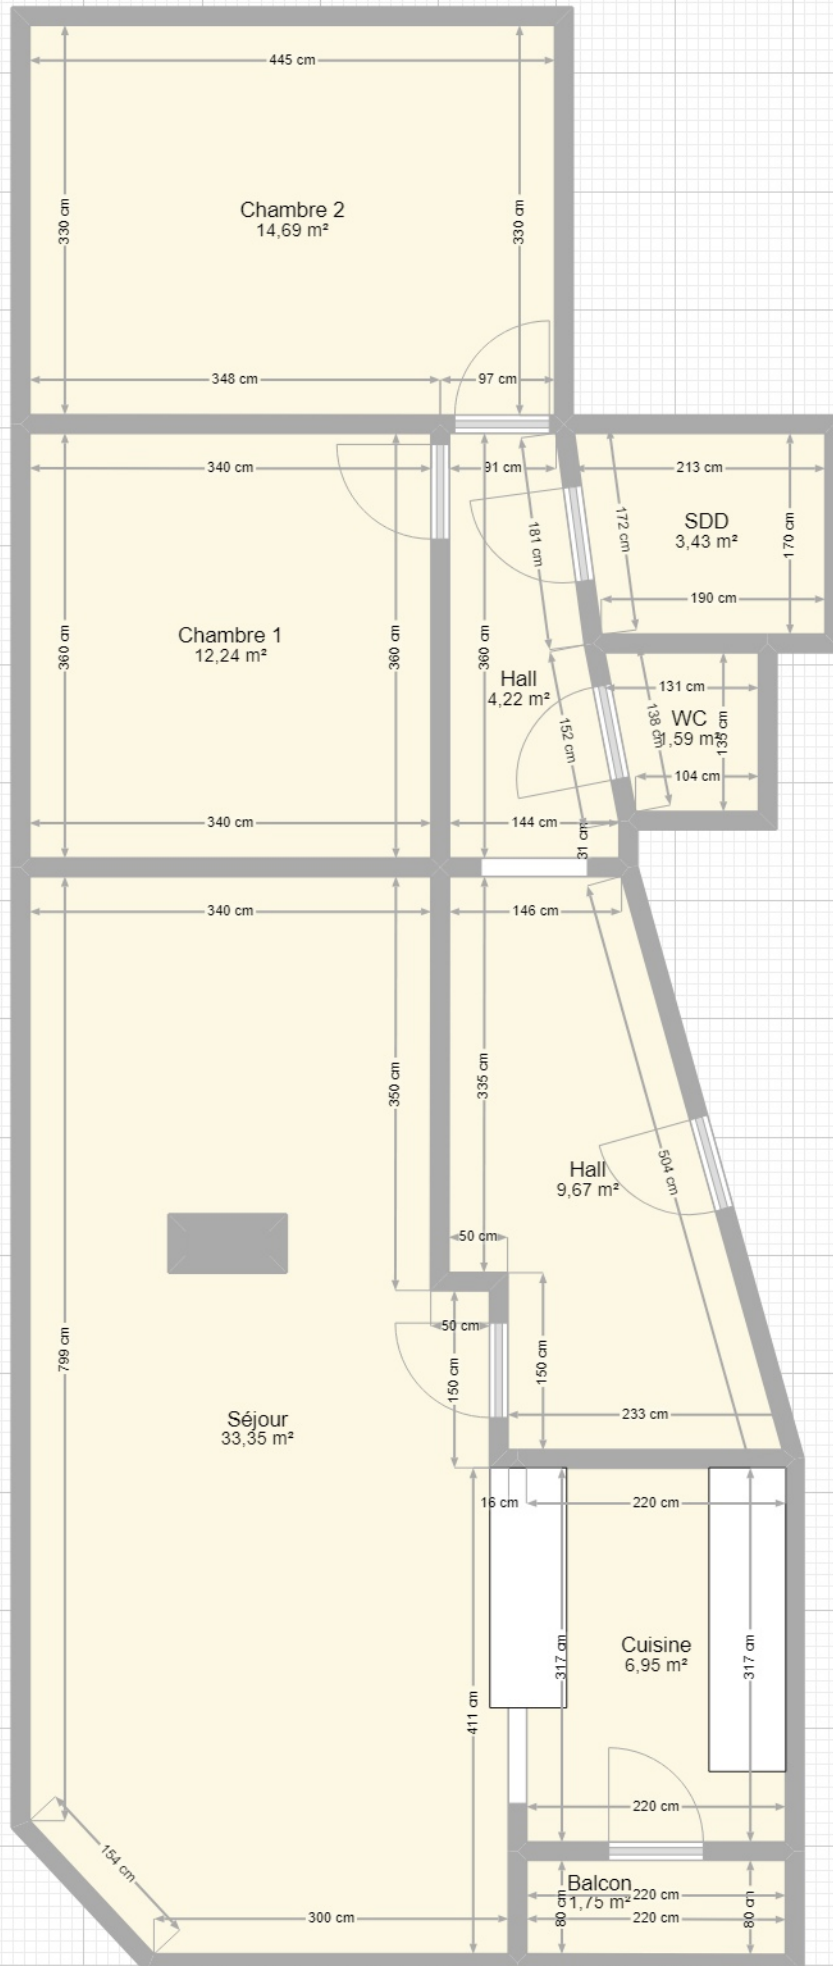 445 cm
330 cm
330 cm
Chambre 2
14,69 m²
348 cm
97 cm
340 cm
91 cm
213 cm
181 cm
172 cm
SDD
3,43 m²
170 cm
190 cm
360 cm
Chambre 1
12,24 m²
360 cm
360 cm
Hall
4,22 m²
131 cm
152 cm
138 cm
WC
1,59 m²
135 cm
104 cm
340 cm
144 cm
31 cm
340 cm
146 cm
350 cm
335 cm
504 cm
Hall
9,67 m²
50 cm
50 cm
799 cm
150 cm
150 cm
Séjour
33,35 m²
233 cm
16 cm
220 cm
411 cm
317 cm
Cuisine
6,95 m²
317 cm
220 cm
154 cm
300 cm
Balcon
1,75 m²
80 cm
220 cm
220 cm
80 cm